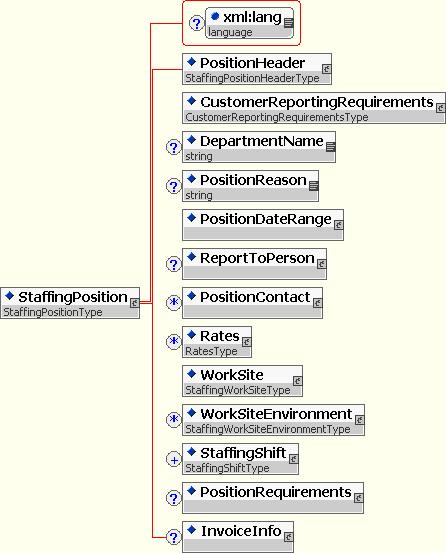 ? xml:lang
language
PositionHeader
StaffingPositionHeaderType
CustomerReportingRequirements
CustomerReportingRequirementsType
? DepartmentName
string
? PositionReason
string
PositionDateRange
? ReportToPerson
StaffingPosition
StaffingPositionType
* PositionContact
* Rates
RatesType
WorkSite
StaffingWorkSiteType
* WorkSiteEnvironment
StaffingWorkSiteEnvironmentType
+ StaffingShift
StaffingShiftType
? PositionRequirements
? InvoiceInfo